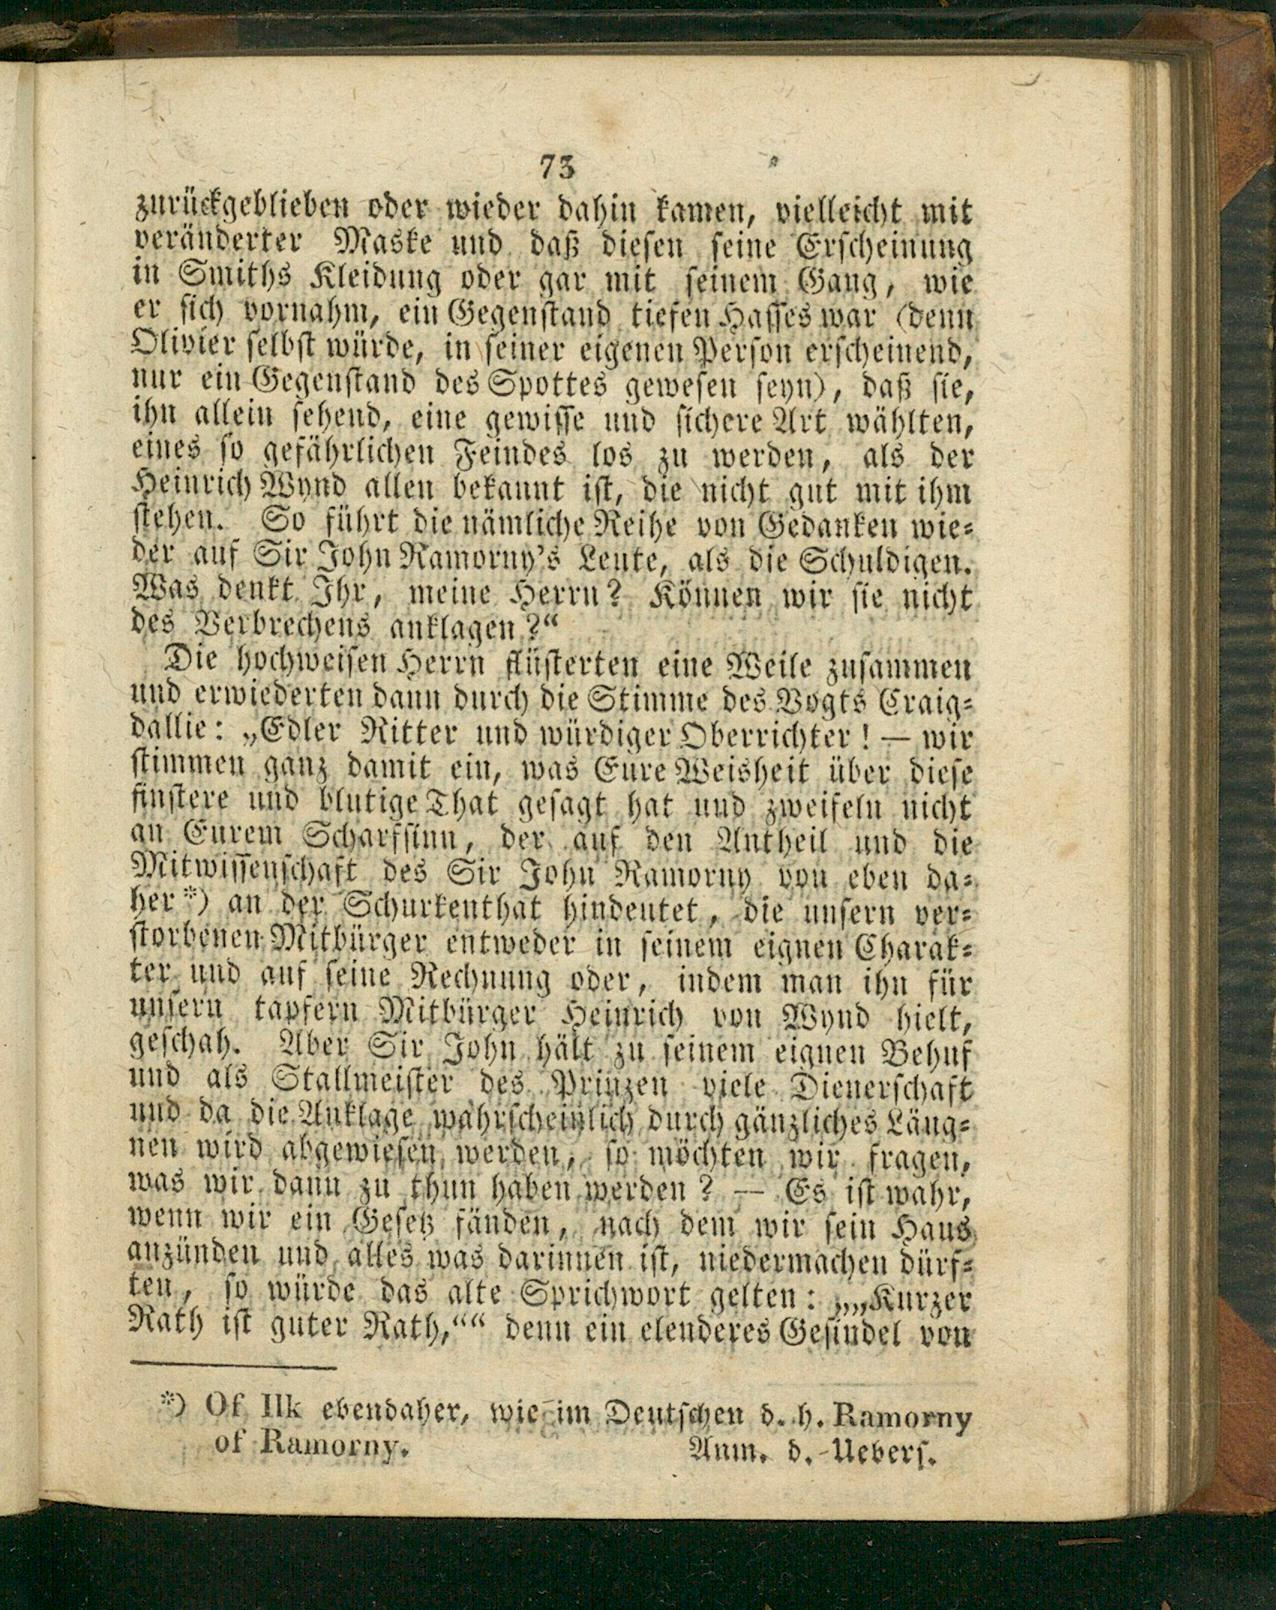 73
zurückgeblieben oder wieder dahin kamen, vielleicht mit
veränderter Maske und daß diesen seine Erscheinung
in Smiths Kleidung oder gar mit seinem Gang, wie
er sich vornahm, ein Gegenstand tiefen Hasses war (denn
Olivier selbst würde, in seiner eigenen Person erscheinend,
nur ein Gegenstand des Spottes gewesen seyn), daß sie,
ihn allein sehend, eine gewisse und sichere Art wählten,
eines so gefährlichen Feindes los zu werden, als der
Heinrich Wynd allen bekannt ist, die nicht gut mit ihm
stehen. So führt die nämliche Reihe von Gedanken wie-
der auf Sir John Ramorny's Leute, als die Schuldigen.
Was denkt Ihr, meine Herrn? Können wir sie nicht
des Verbrechens anklagen?“
Die hochweisen Herrn flüsterten eine Weile zusammen
und erwiederten dann durch die Stimme des Vogts Craig-
dallie: „Edler Ritter und würdiger Oberrichter! — wir
stimmen ganz damit ein, was Eure Weisheit über diese
finstere und blutige That gesagt hat und zweifeln nicht
an Eurem Scharfsinn, der auf den Antheil und die
Mitwissenschaft des Sir John Ramorny von eben da-
her*) an der Schurkenthat hindeutet, die unsern ver-
storbenen Mitbürger entweder in seinem eignen Charak-
ter und auf seine Rechnung oder, indem man ihn für
unsern tapfern Mitbürger Heinrich von Wynd hielt,
geschah. Aber Sir John hält zu seinem eignen Behuf
und als Stallmeister des Prinzen viele Dienerschaft
und da die Anklage wahrscheinlich durch gänzliches Läug-
nen wird abgewiesen werden, so möchten wir fragen,
was wir dann zu thun haben werden? — Es ist wahr,
wenn wir ein Gesetz fänden, nach dem wir sein Haus
anzünden und alles was darinnen ist, niedermachen dürf-
ten, so würde das alte Sprichwort gelten: „„Kurzer
Rath ist guter Rath,““ denn ein elenderes Gesindel von
*) Of Ilk ebendaher, wie im Deutschen d. h. Ramorny
of Ramorny. Anm. d. Uebers.